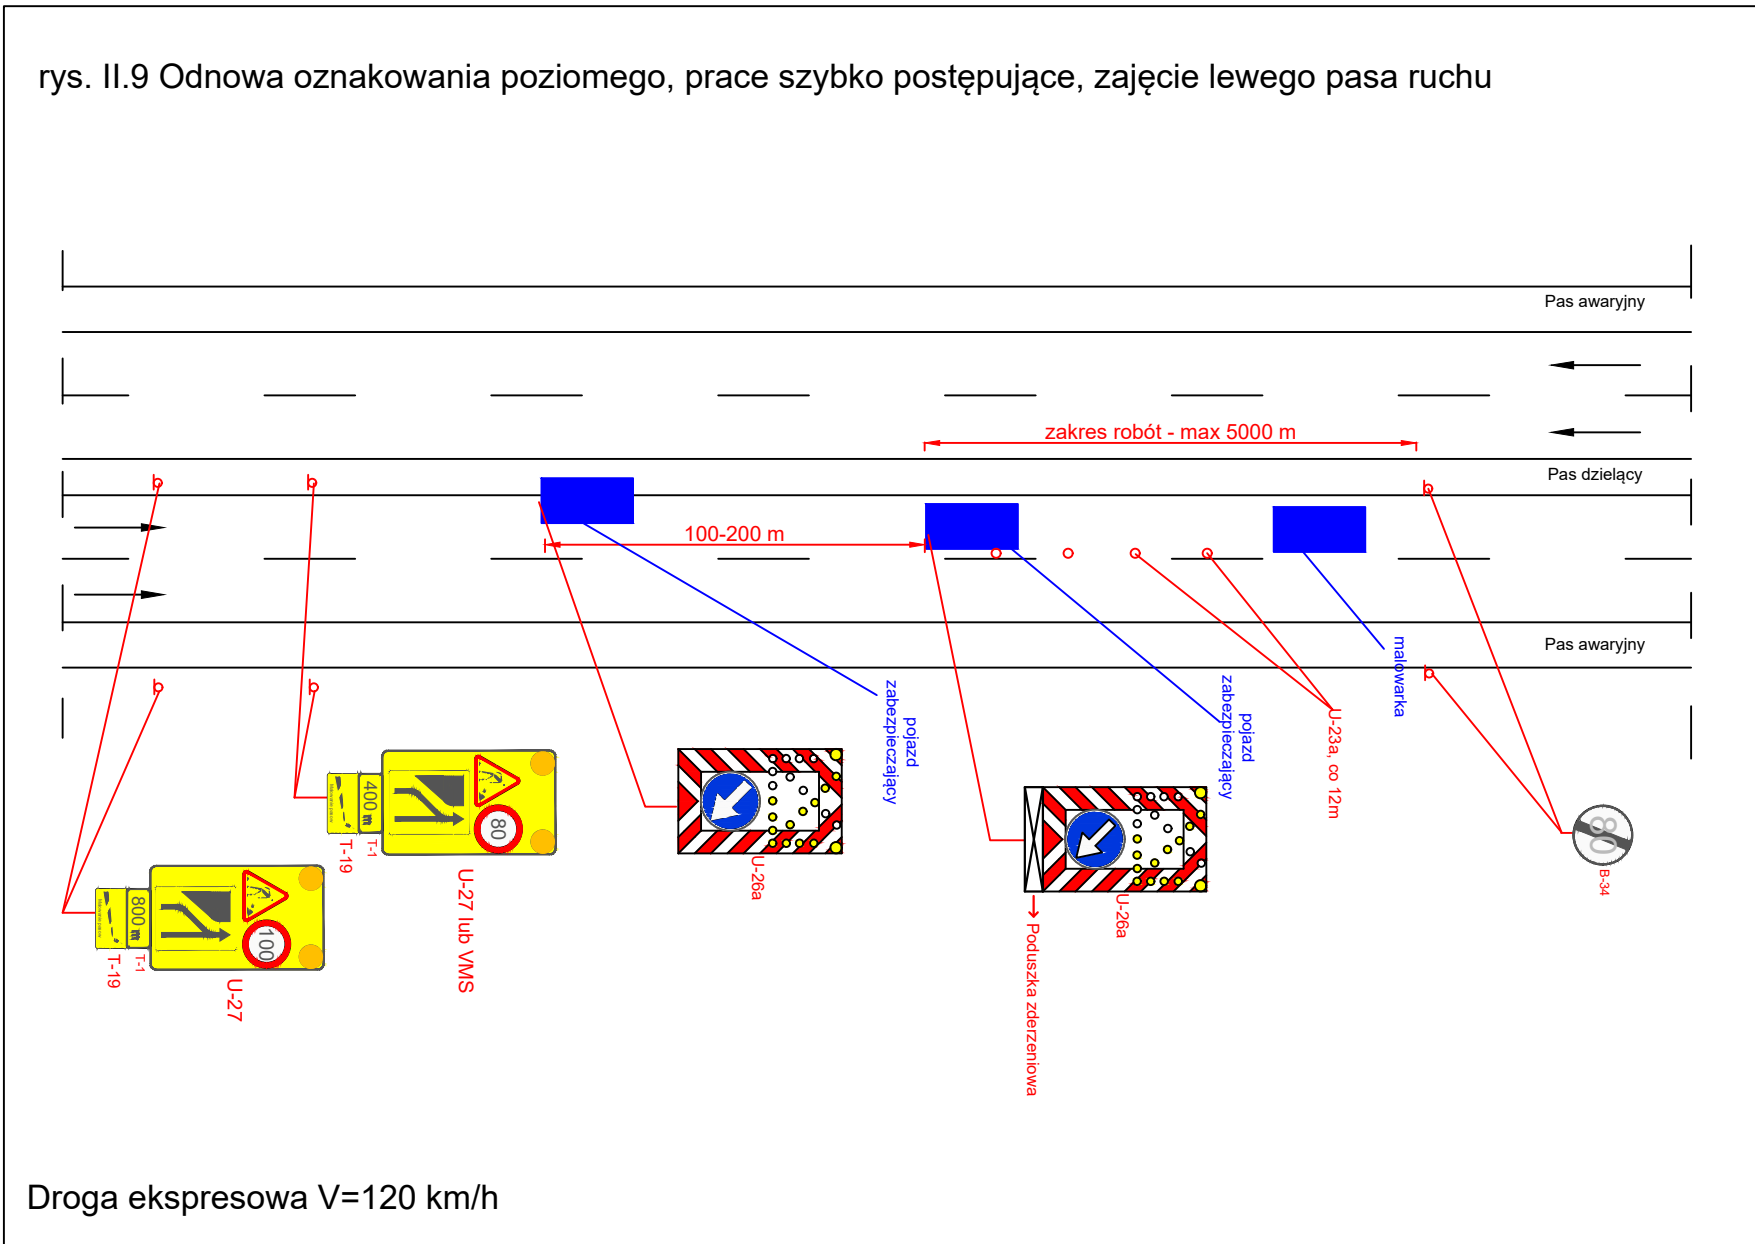 rys. II.9 Odnowa oznakowania poziomego, prace szybko postępujące, zajęcie lewego pasa ruchu
Pas awaryjny
zakres robót - max 5000 m
Pas dzielący
100-200 m
Pas awaryjny
malowarka
pojazd
zabezpieczający
pojazd
zabezpieczający
U-23a, co 12m
400 m
80
T-1
T-19
U-27 lub VMS
U-26a
U-26a
Poduszka zderzeniowa
80
B-34
800 m
100
T-1
T-19
U-27
Droga ekspresowa V=120 km/h